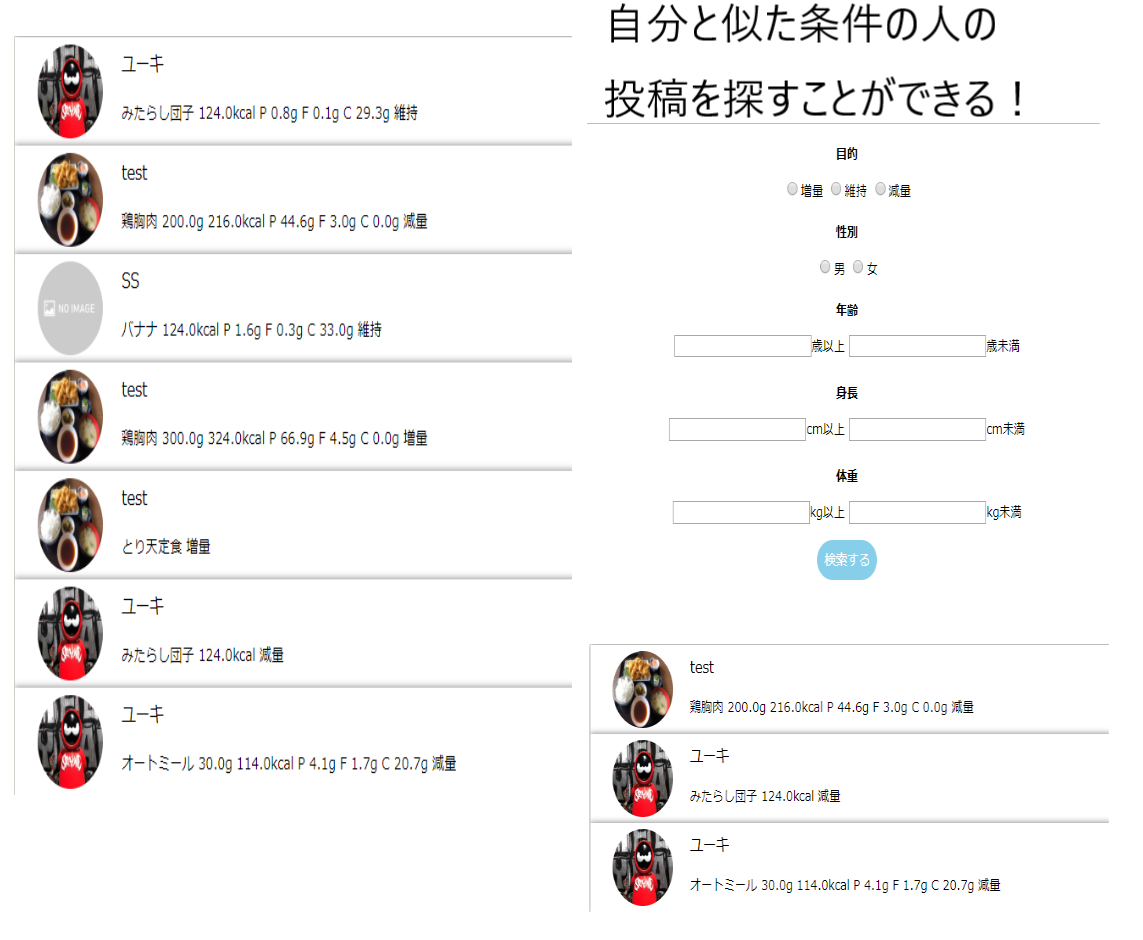 ユーキ
みたらし団子 124.0kcal P 0.8g F 0.1g C 29.3g 維持
test
鶏胸肉 200.0g 216.0kcal P 44.6g F 3.0g C 0.0g 減量
SS
NO IMAGE
バナナ 124.0kcal P 1.6g F 0.3g C 33.0g 維持
test
鶏胸肉 300.0g 324.0kcal P 66.9g F 4.5g C 0.0g 増量
test
とり天定食 増量
ユーキ
みたらし団子 124.0kcal 減量
ユーキ
オートミール 30.0g 114.0kcal P 4.1g F 1.7g C 20.7g 減量
自分と似た条件の人の
投稿を探すことができる！
目的
増量 維持 減量
性別
男 女
年齢
歳以上 歳未満
身長
cm以上 cm未満
体重
kg以上 kg未満
検索する
test
鶏胸肉 200.0g 216.0kcal P 44.6g F 3.0g C 0.0g 減量
ユーキ
みたらし団子 124.0kcal 減量
ユーキ
オートミール 30.0g 114.0kcal P 4.1g F 1.7g C 20.7g 減量